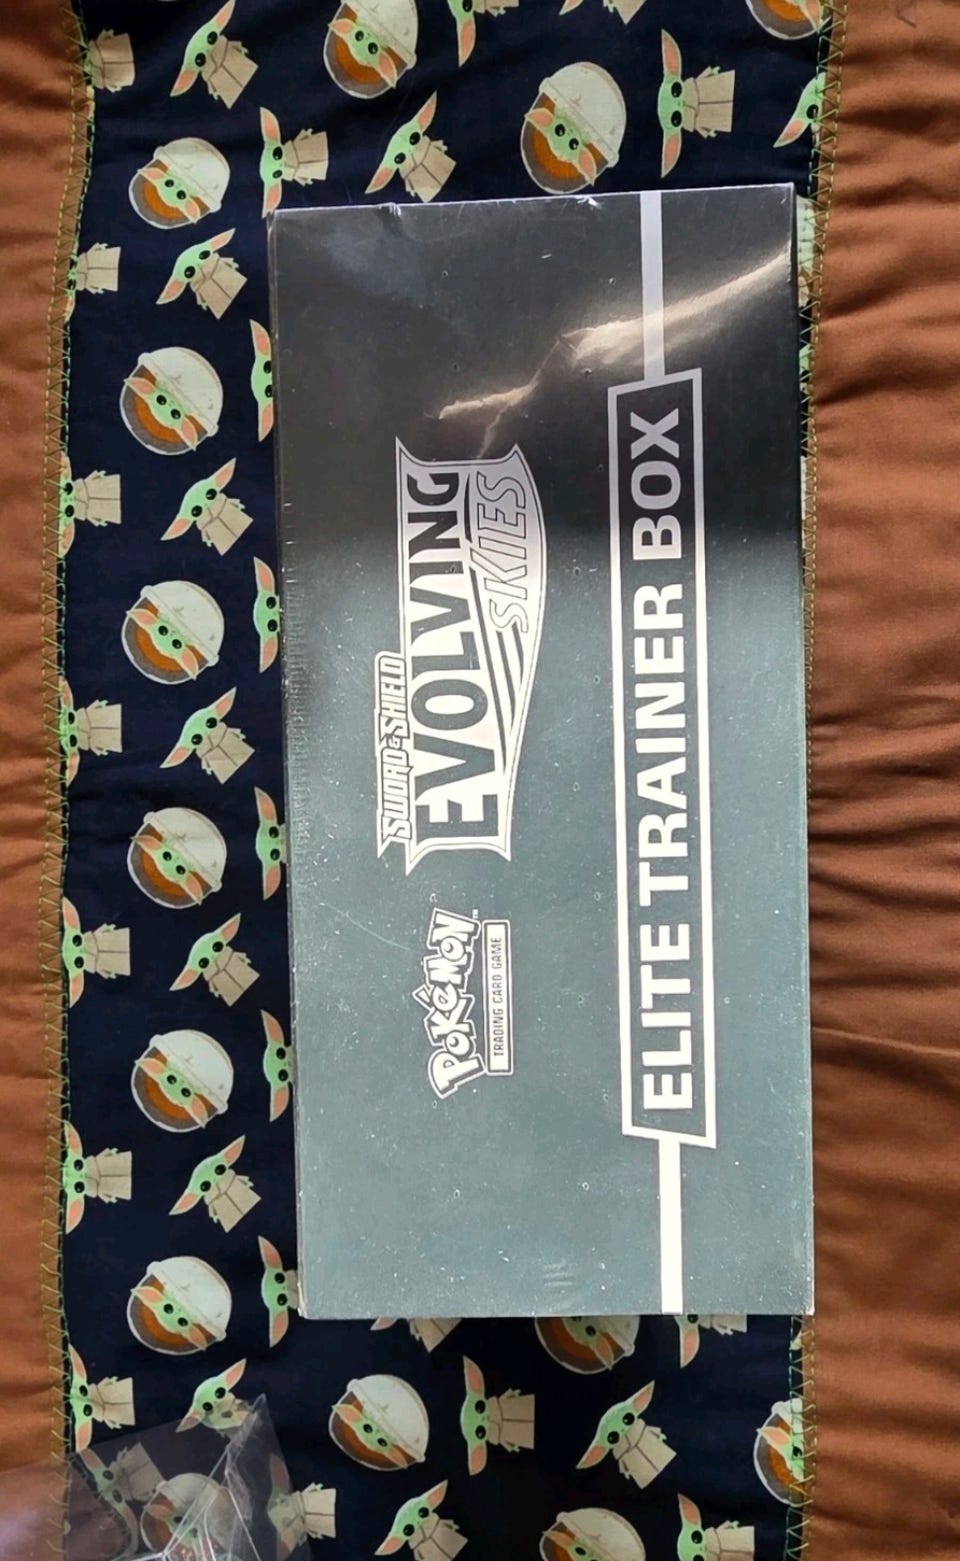 Pokémon
TRADING CARD GAME
SWORD & SHIELD
EVOLVING
SKIES
ELITE TRAINER BOX